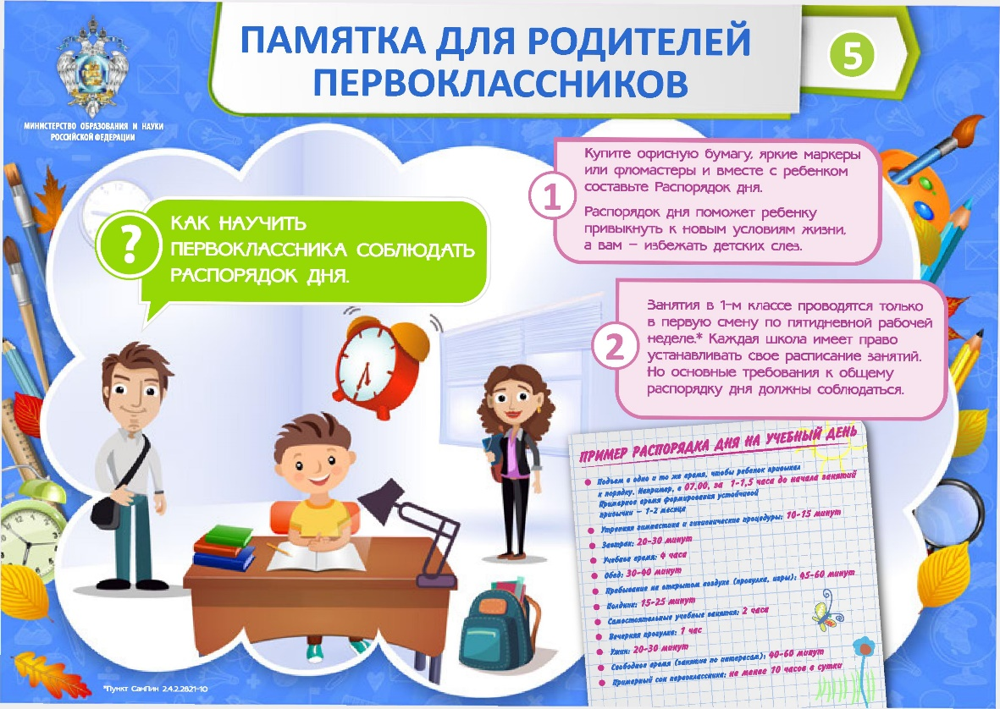 ПАМЯТКА ДЛЯ РОДИТЕЛЕЙ
ПЕРВОКЛАССНИКОВ
5
МИНИСТЕРСТВО ОБРАЗОВАНИЯ И НАУКИ
РОССИЙСКОЙ ФЕДЕРАЦИИ
?
КАК НАУЧИТЬ
ПЕРВОКЛАССНИКА СОБЛЮДАТЬ
РАСПОРЯДОК ДНЯ.
1
Купите офисную бумагу, яркие маркеры
или фломастеры и вместе с ребенком
составьте Распорядок дня.
Распорядок дня поможет ребенку
привыкнуть к новым условиям жизни,
а вам – избежать детских слез.
2
Занятия в 1-м классе проводятся только
в первую смену по пятидневной рабочей
неделе.* Каждая школа имеет право
устанавливать свое расписание занятий.
Но основные требования к общему
распорядку дня должны соблюдаться.
ПРИМЕР РАСПОРЯДКА ДНЯ НА УЧЕБНЫЙ ДЕНЬ
• Подъем в одно и то же время, чтобы ребенок привыкал
к порядку. Например, в 07.00, за 1-1,5 часа до начала занятий
Примерное время формирования устойчивой
привычки – 1-2 месяца
• Утренняя гимнастика и гигиенические процедуры: 10-15 минут
• Завтрак: 20-30 минут
• Учебное время: 4 часа
• Обед: 30-40 минут
• Пребывание на открытом воздухе (прогулка, игры): 45-60 минут
• Полдник: 15-25 минут
• Самостоятельные учебные занятия: 2 часа
• Вечерняя прогулка: 1 час
• Ужин: 20-30 минут
• Свободное время (занятие по интересам): 40-60 минут
• Примерный сон первоклассника: не менее 10 часов в сутки
*Пункт СанПин 2.4.2.2821-10